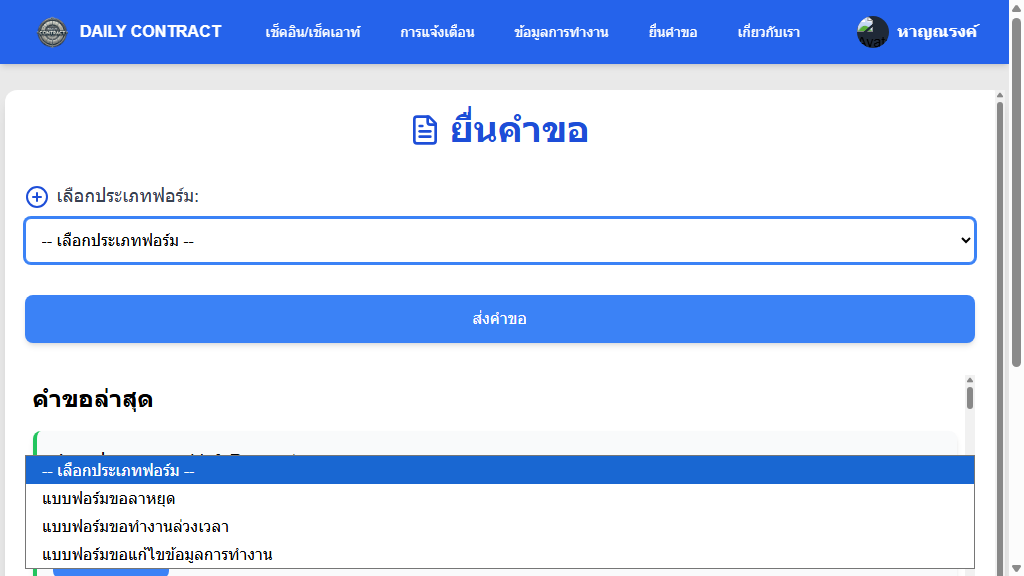 DAILY CONTRACT
เช็คอิน/เช็คเอาท์
การแจ้งเตือน
ข้อมูลการทำงาน
ยื่นคำขอ
เกี่ยวกับเรา
หาญณรงค์
ยื่นคำขอ
เลือกประเภทฟอร์ม:
-- เลือกประเภทฟอร์ม --
ส่งคำขอ
คำขอล่าสุด
-- เลือกประเภทฟอร์ม --
แบบฟอร์มขอลาหยุด
แบบฟอร์มขอทำงานล่วงเวลา
แบบฟอร์มขอแก้ไขข้อมูลการทำงาน